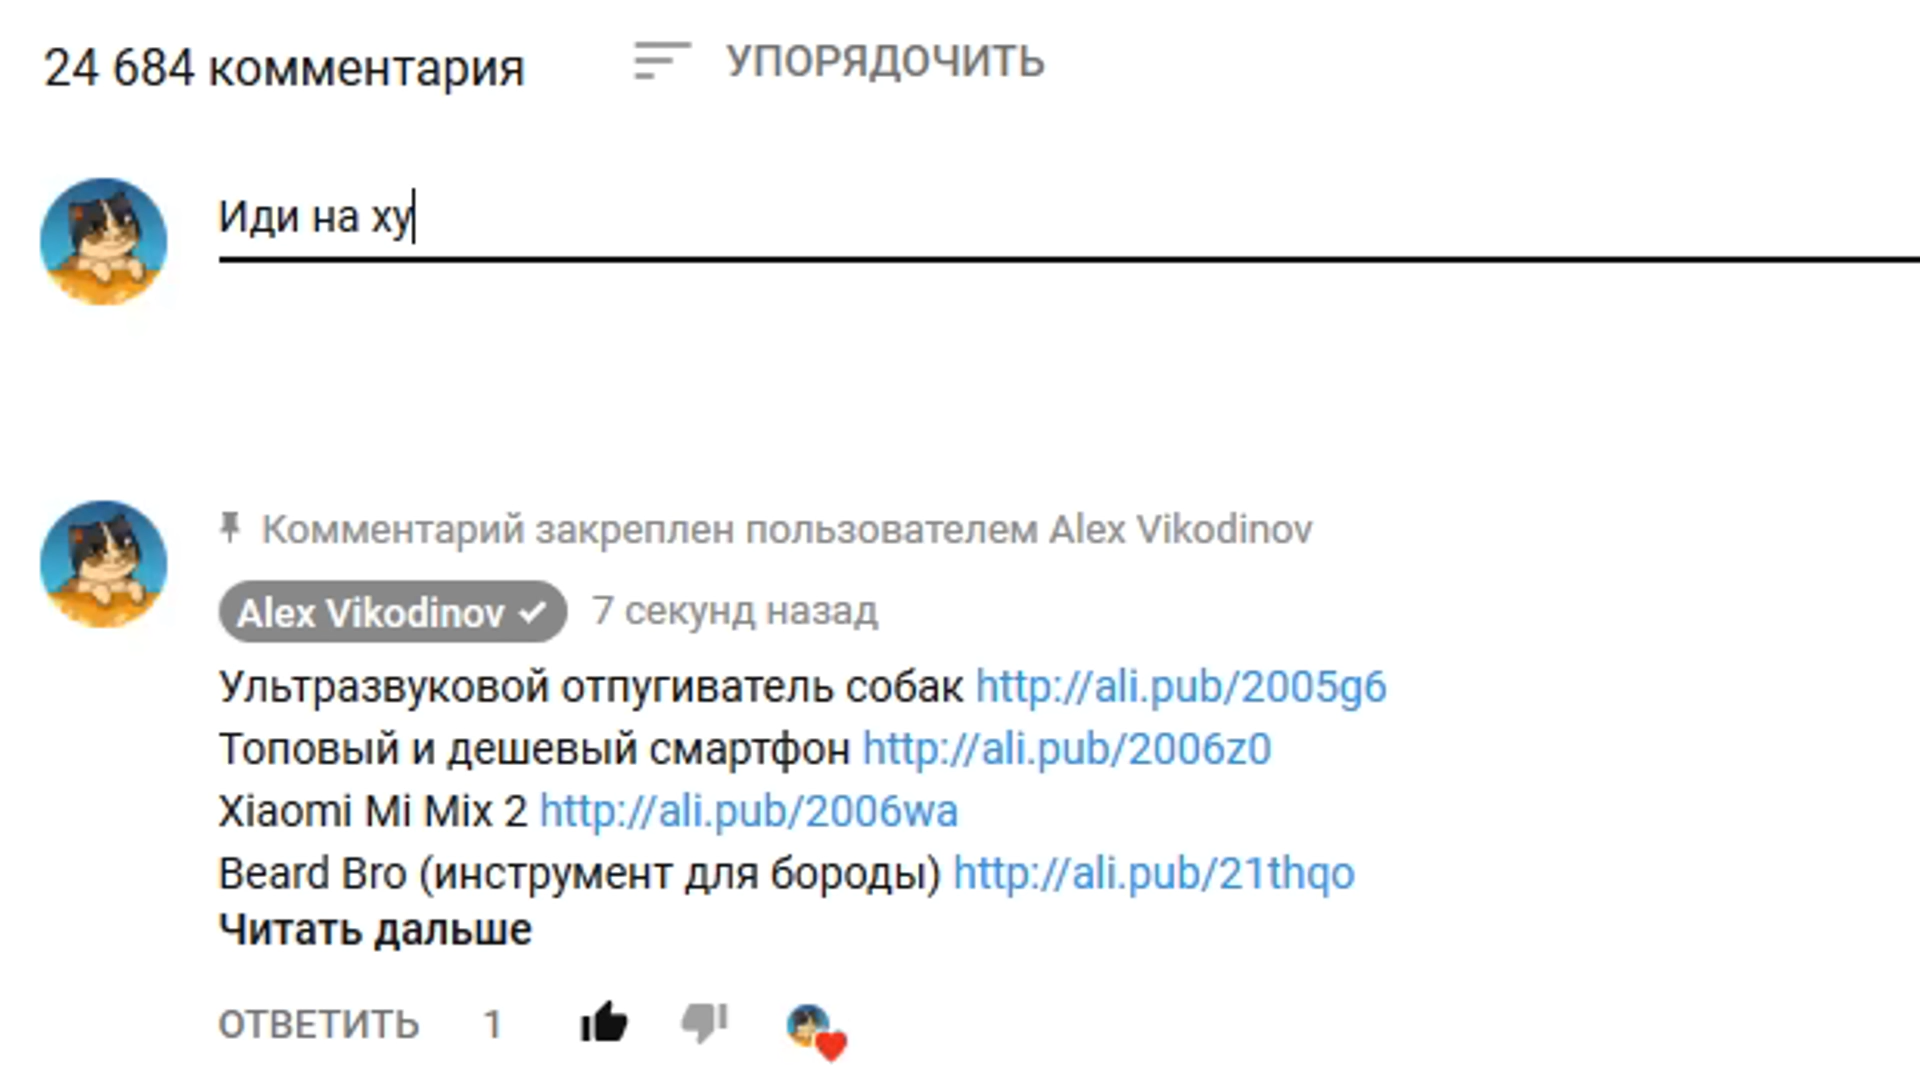 24 684 комментария
УПОРЯДОЧИТЬ
Иди на ху
Комментарий закреплен пользователем Alex Vikodinov
Alex Vikodinov 7 секунд назад
Ультразвуковой отпугиватель собак http://ali.pub/2005g6
Топовый и дешевый смартфон http://ali.pub/2006z0
Xiaomi Mi Mix 2 http://ali.pub/2006wa
Beard Bro (инструмент для бороды) http://ali.pub/21thqo
Читать дальше
ОТВЕТИТЬ 1